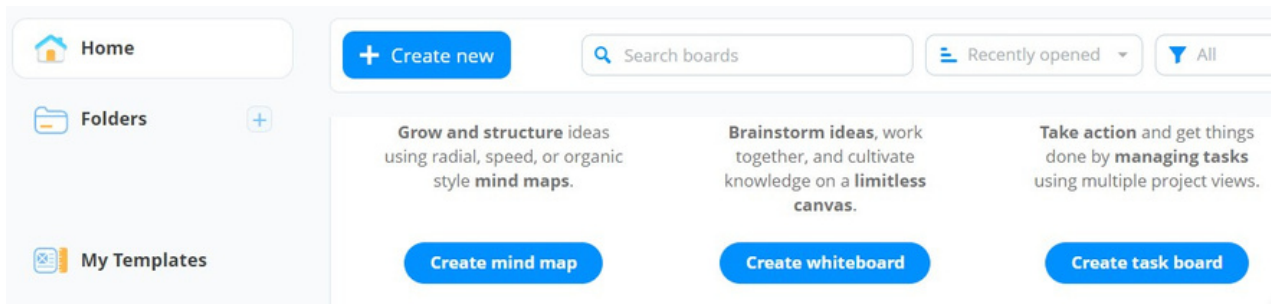 Home
Folders
My Templates
Create new
Search boards
Recently opened
All
Grow and structure ideas
using radial, speed, or organic
style mind maps.
Create mind map
Brainstorm ideas, work
together, and cultivate
knowledge on a limitless
canvas.
Create whiteboard
Take action and get things
done by managing tasks
using multiple project views.
Create task board